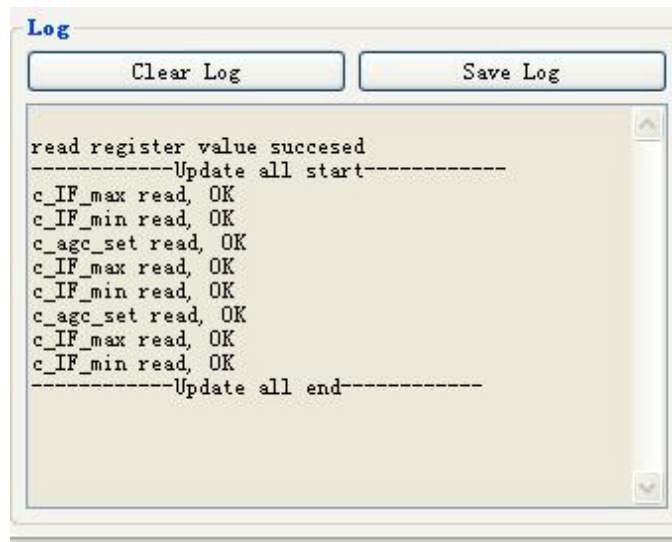 Log
Clear Log Save Log
read register value succesed
------------Update all start------------
c_IF_max read, OK
c_IF_min read, OK
c_agc_set read, OK
c_IF_max read, OK
c_IF_min read, OK
c_agc_set read, OK
c_IF_max read, OK
c_IF_min read, OK
------------Update all end------------